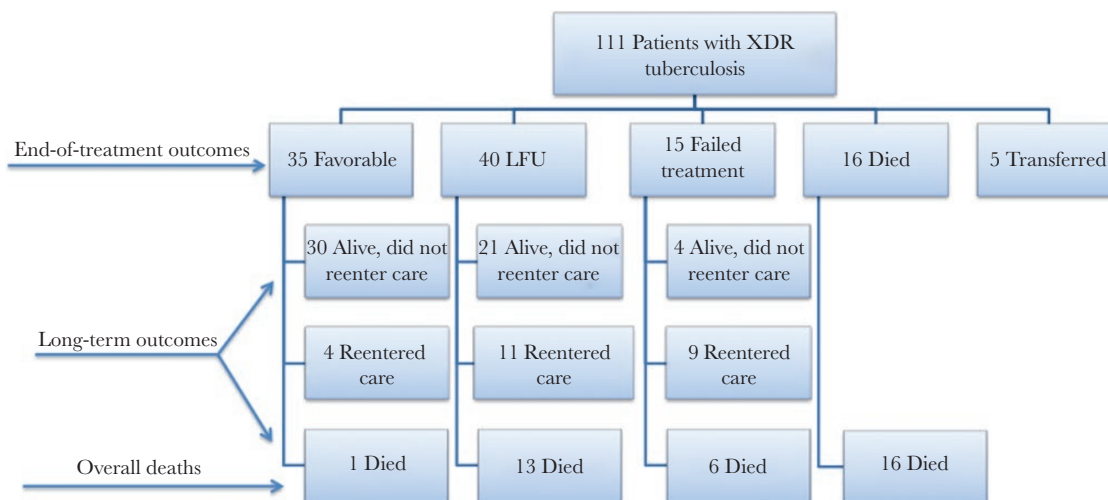 111 Patients with XDR
tuberculosis
End-of-treatment outcomes
35 Favorable
40 LFU
15 Failed
treatment
16 Died
5 Transferred
30 Alive, did not
reenter care
21 Alive, did not
reenter care
4 Alive, did not
reenter care
Long-term outcomes
4 Reentered
care
11 Reentered
care
9 Reentered
care
Overall deaths
1 Died
13 Died
6 Died
16 Died